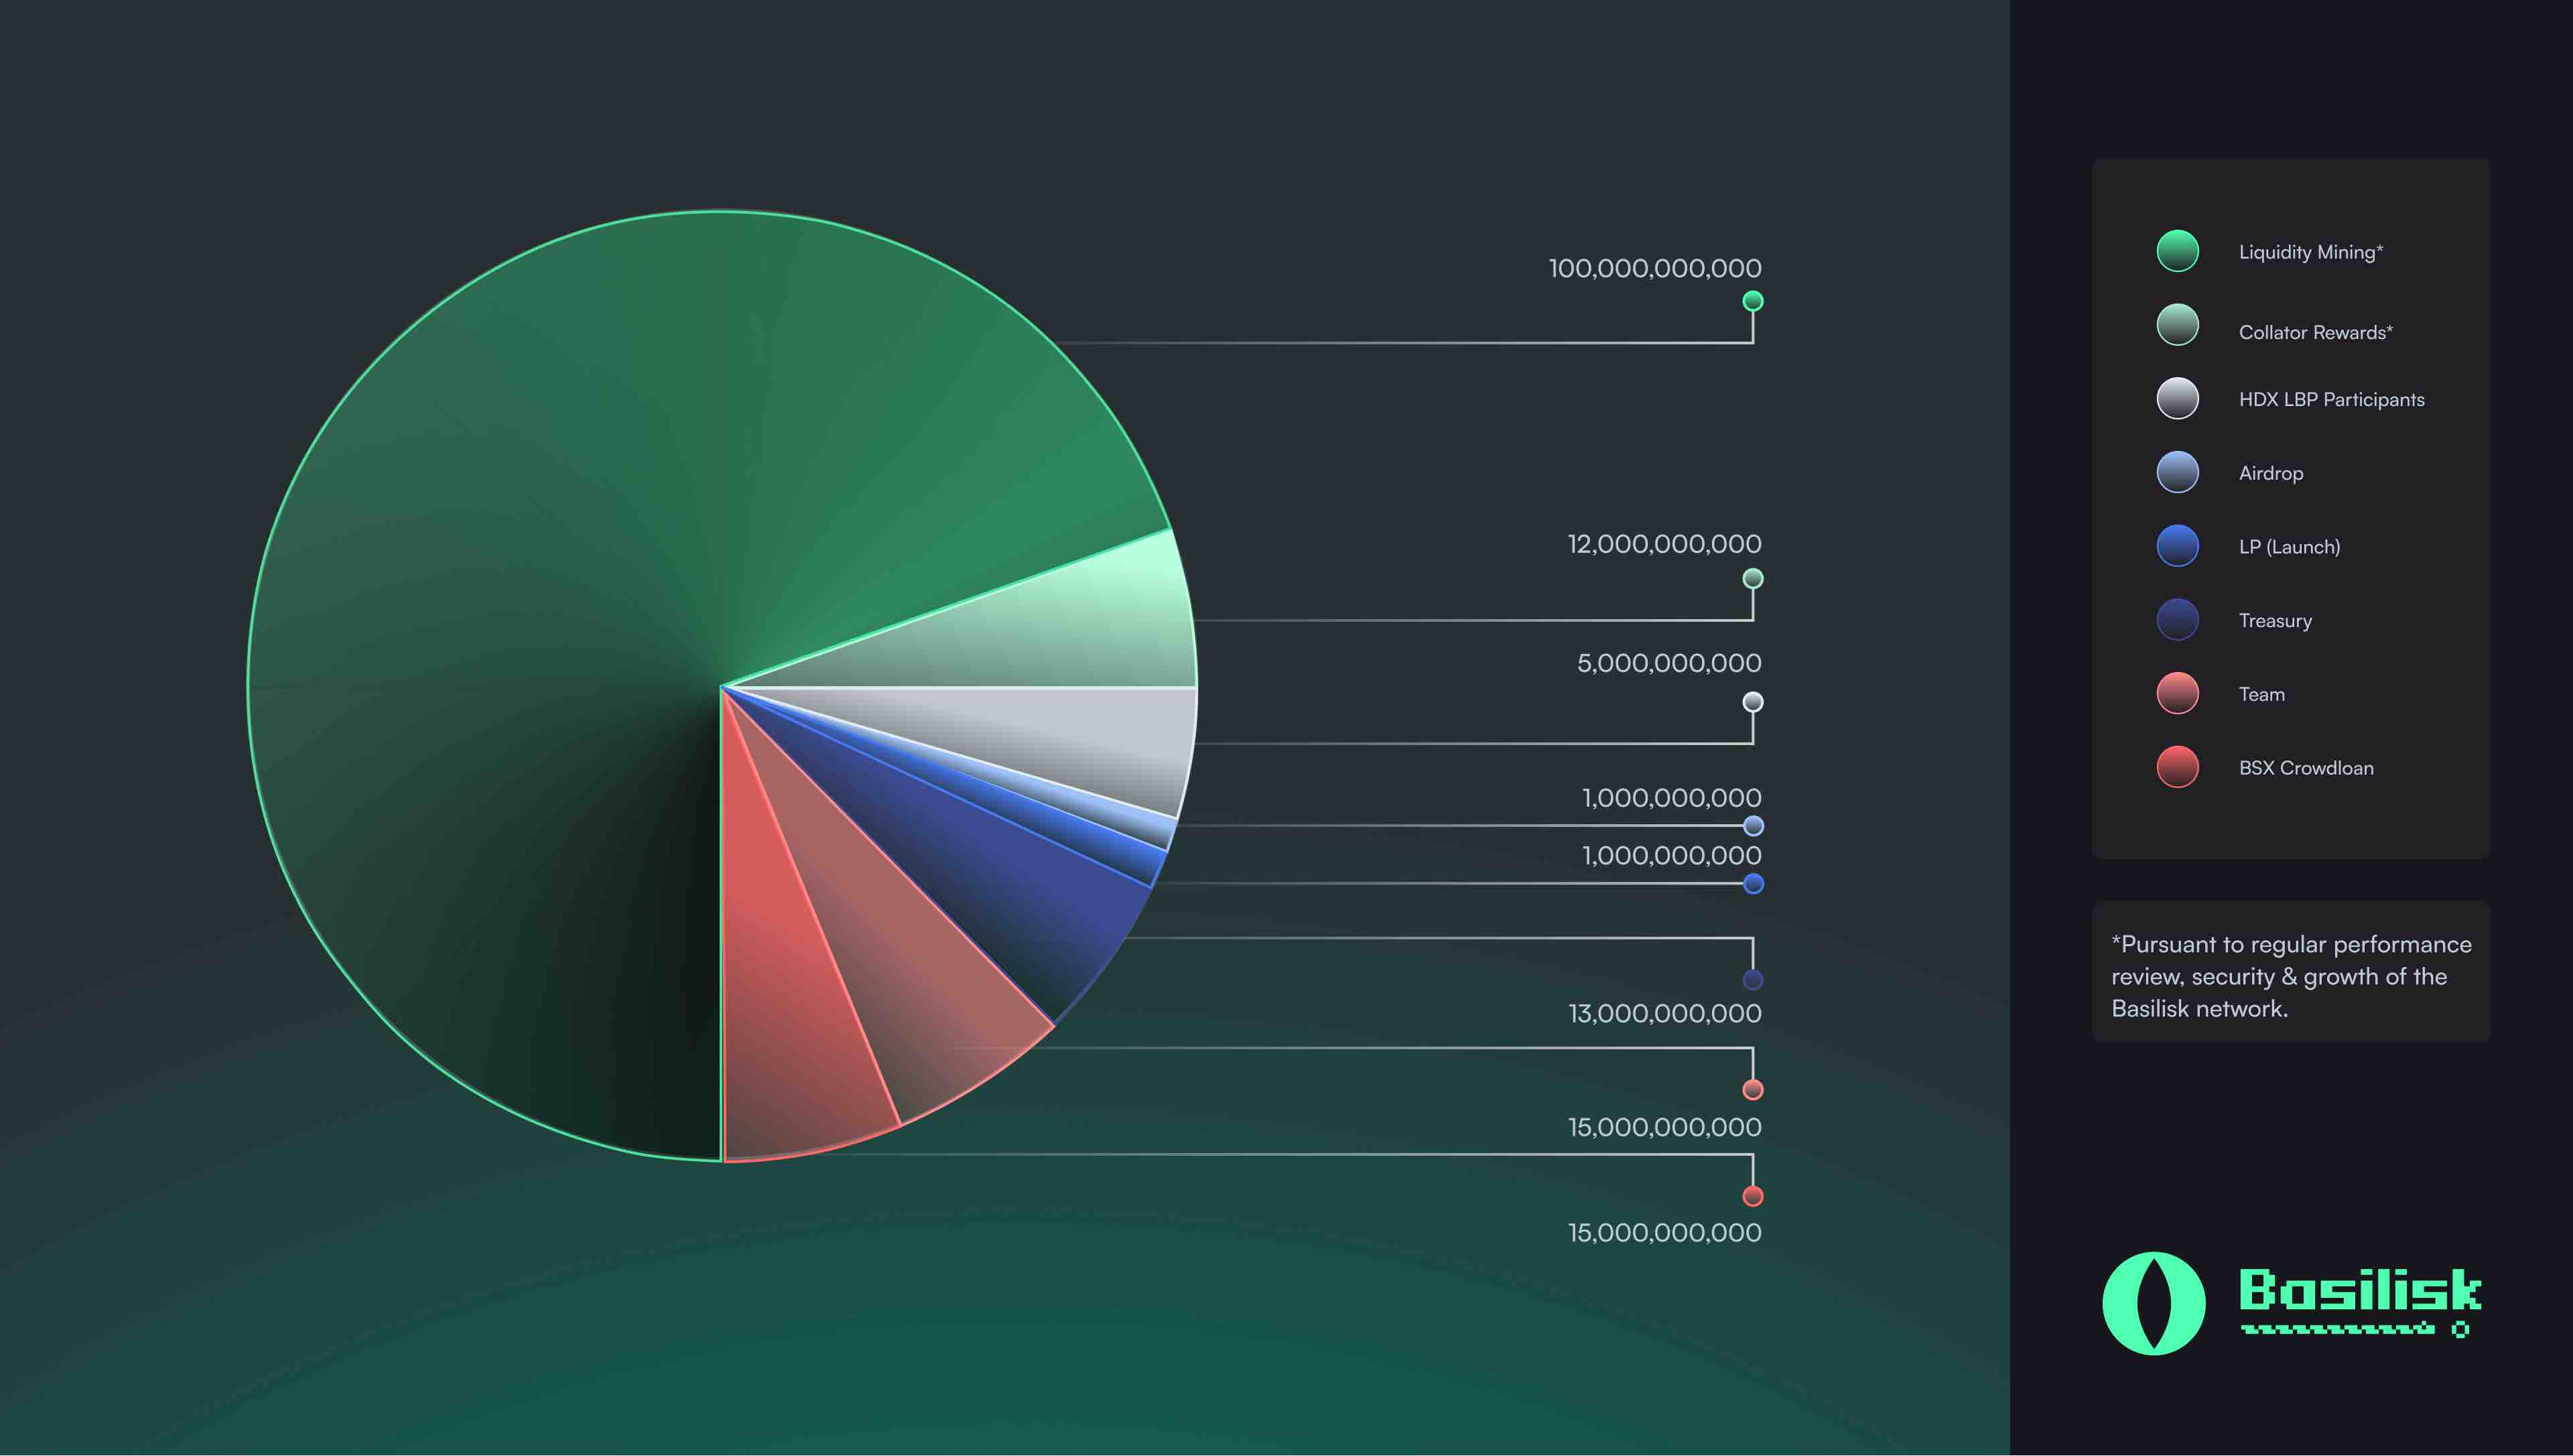 100,000,000,000
12,000,000,000
5,000,000,000
1,000,000,000
1,000,000,000
13,000,000,000
15,000,000,000
15,000,000,000
Liquidity Mining*
Collator Rewards*
HDX LBP Participants
Airdrop
LP (Launch)
Treasury
Team
BSX Crowdloan
*Pursuant to regular performance
review, security & growth of the
Basilisk network.
Basilisk